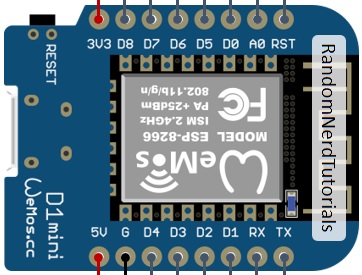 3V3 D8 D7 D6 D5 D0 A0 RST
RESET
WeMos
MODEL ESP-8266
ISM 2.4GHz
PA +25dBm
802.11b/g/n
FC
D1 mini
WeMos.cc
RandomNerdTutorials
5V G D4 D3 D2 D1 RX TX